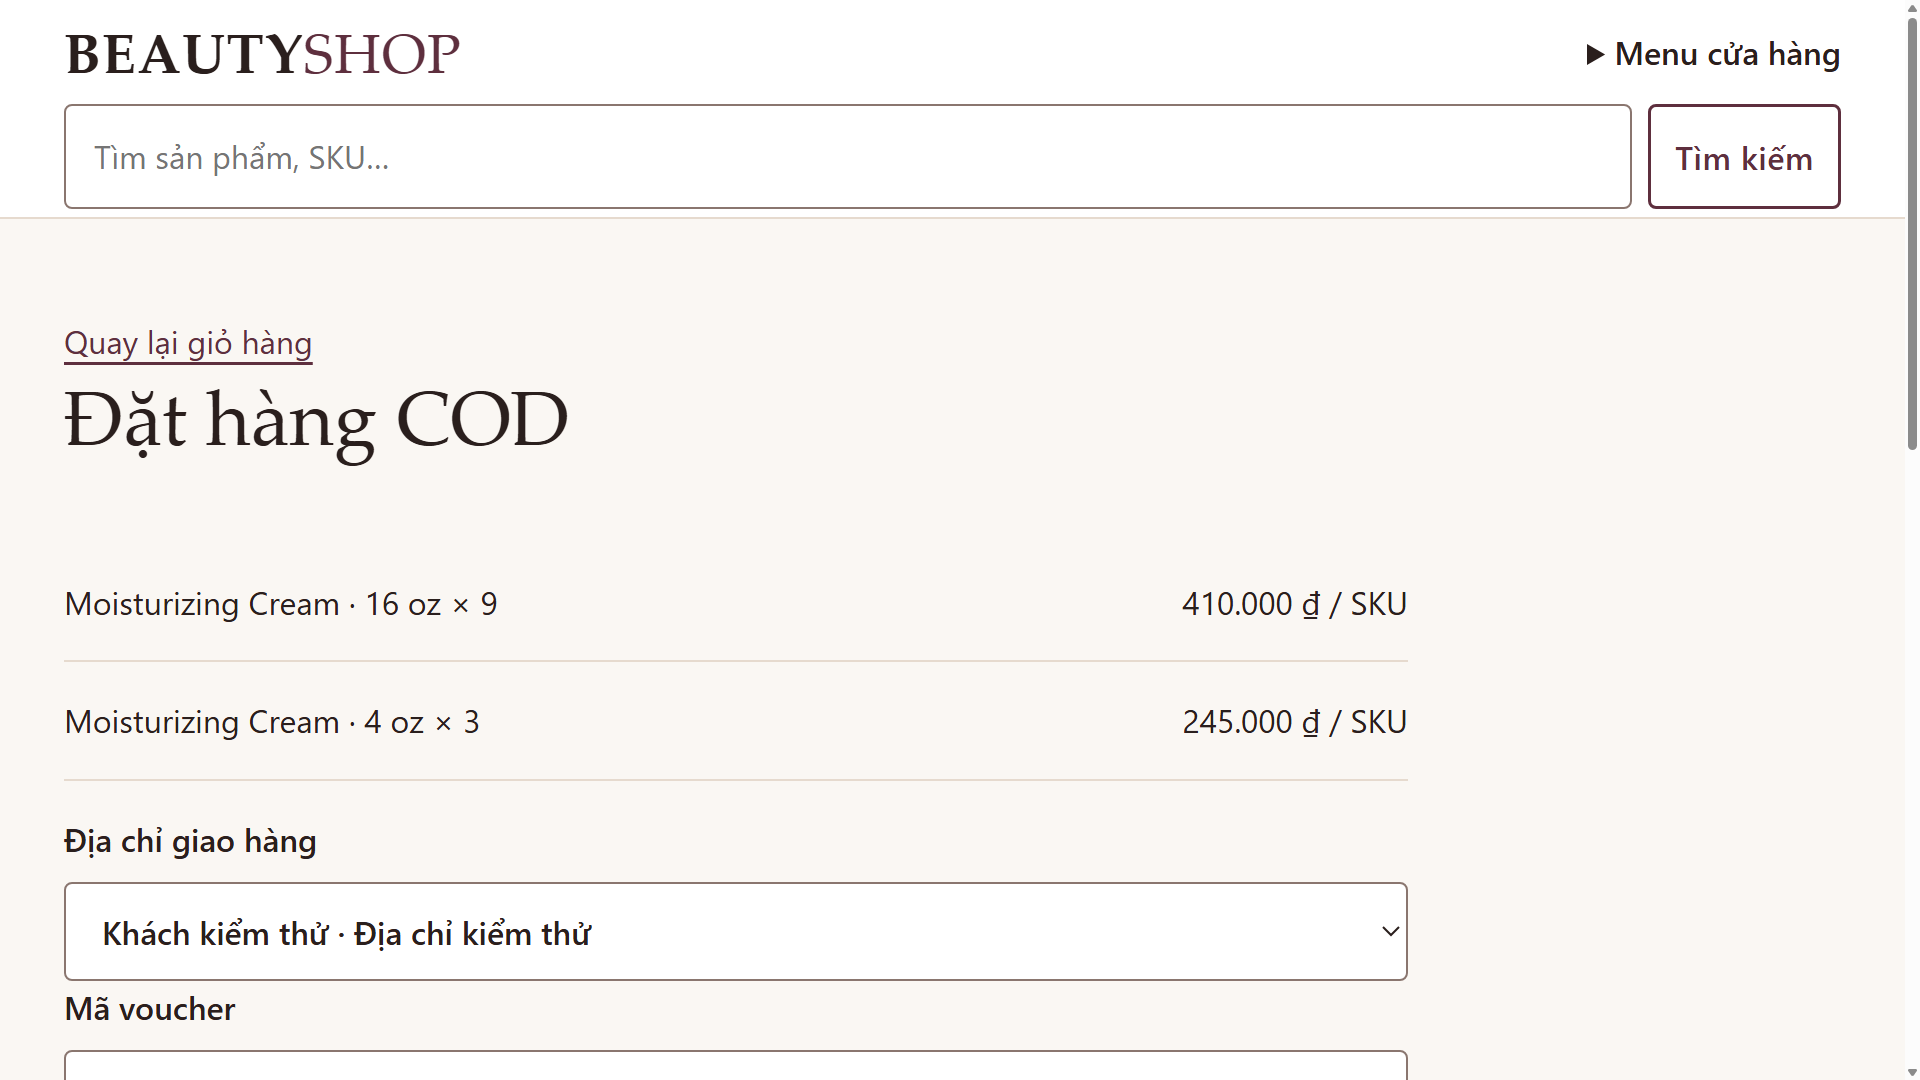 BEAUTYSHOP
▶ Menu cửa hàng
Tìm sản phẩm, SKU...
Tìm kiếm
Quay lại giỏ hàng
Đặt hàng COD
Moisturizing Cream · 16 oz × 9
410.000 ₫ / SKU
Moisturizing Cream · 4 oz × 3
245.000 ₫ / SKU
Địa chỉ giao hàng
Khách kiểm thử · Địa chỉ kiểm thử
Mã voucher